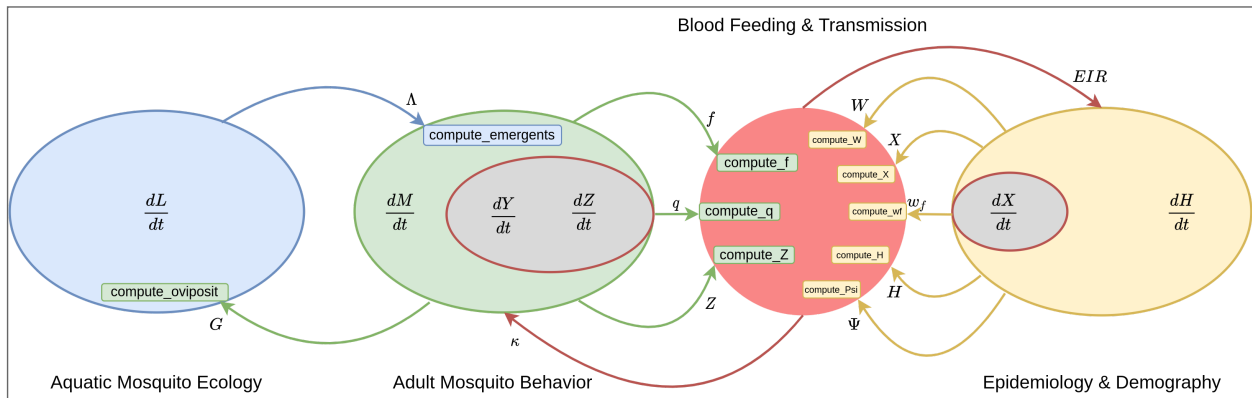 Blood Feeding & Transmission
Λ
f
EIR
W
X
compute_emergents
compute_W
compute_f
compute_X
dL/dt
dM/dt
dY/dt
dZ/dt
q
compute_q
compute_wf
w_f
dX/dt
dH/dt
compute_Z
compute_H
compute_oviposit
compute_Psi
G
κ
Z
H
Ψ
Aquatic Mosquito Ecology
Adult Mosquito Behavior
Epidemiology & Demography